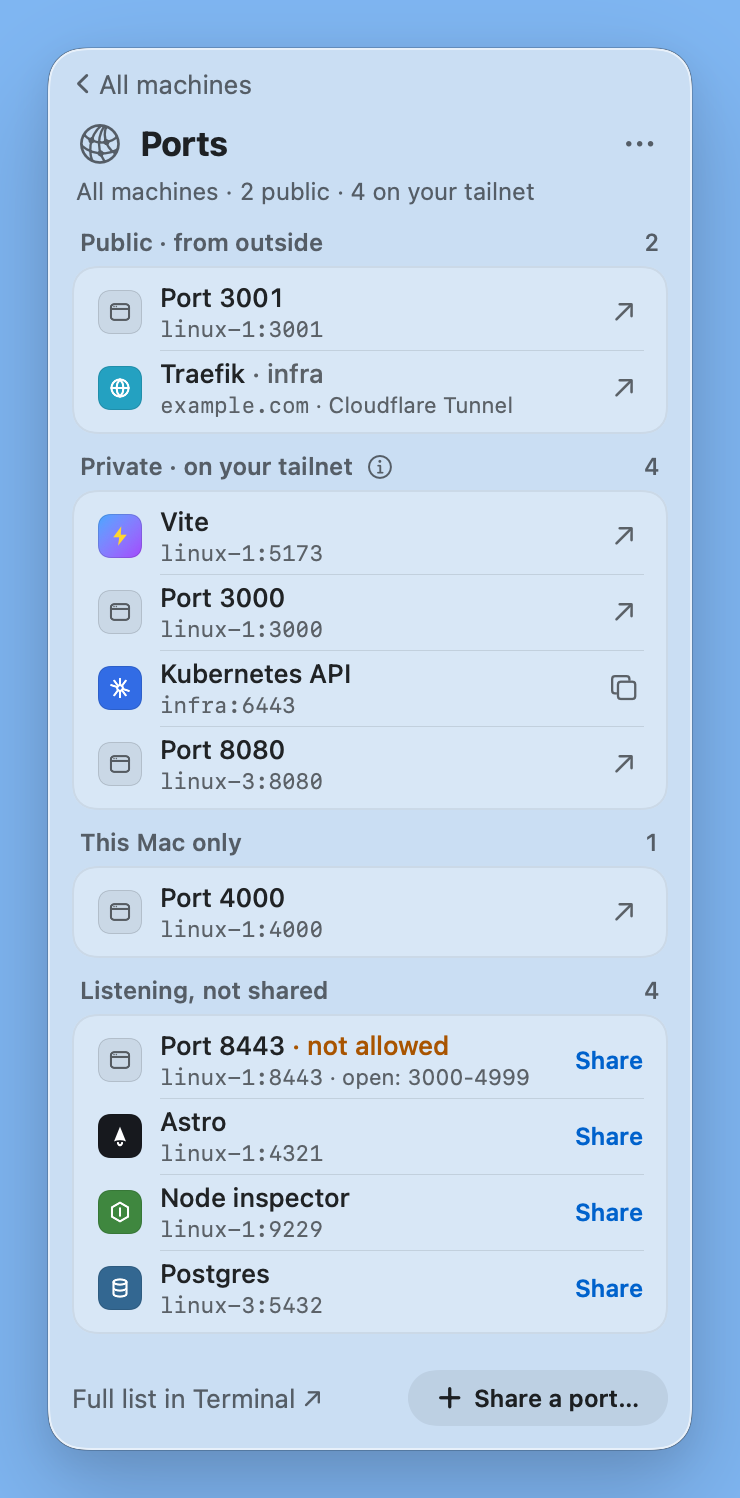 All machines
Ports
All machines · 2 public · 4 on your tailnet
Public · from outside 2
Port 3001
linux-1:3001
Traefik · infra
example.com · Cloudflare Tunnel
Private · on your tailnet 4
Vite
linux-1:5173
Port 3000
linux-1:3000
Kubernetes API
infra:6443
Port 8080
linux-3:8080
This Mac only 1
Port 4000
linux-1:4000
Listening, not shared 4
Port 8443 · not allowed
linux-1:8443 · open: 3000-4999
Share
Astro
linux-1:4321
Share
Node inspector
linux-1:9229
Share
Postgres
linux-3:5432
Share
Full list in Terminal ↗
+ Share a port...